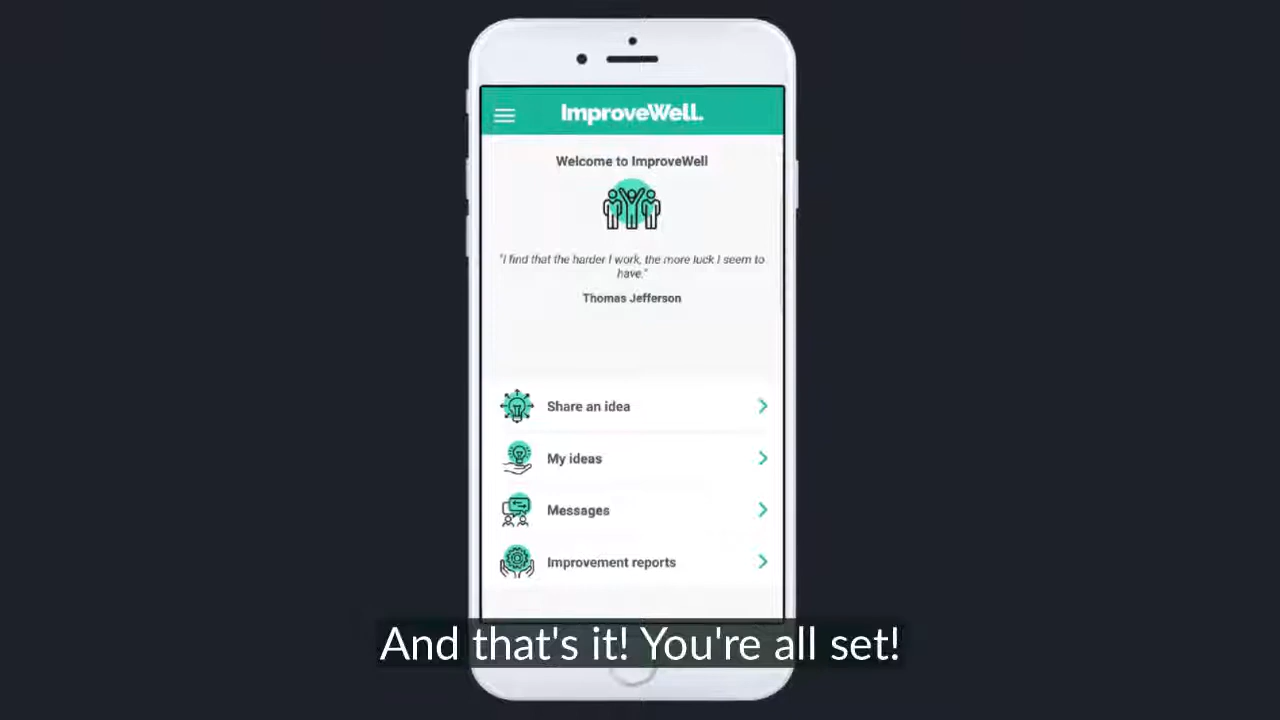 ImproveWell.
Welcome to ImproveWell
"I find that the harder I work, the more luck I seem to
have."
Thomas Jefferson
Share an idea
My ideas
Messages
Improvement reports
And that's it! You're all set!